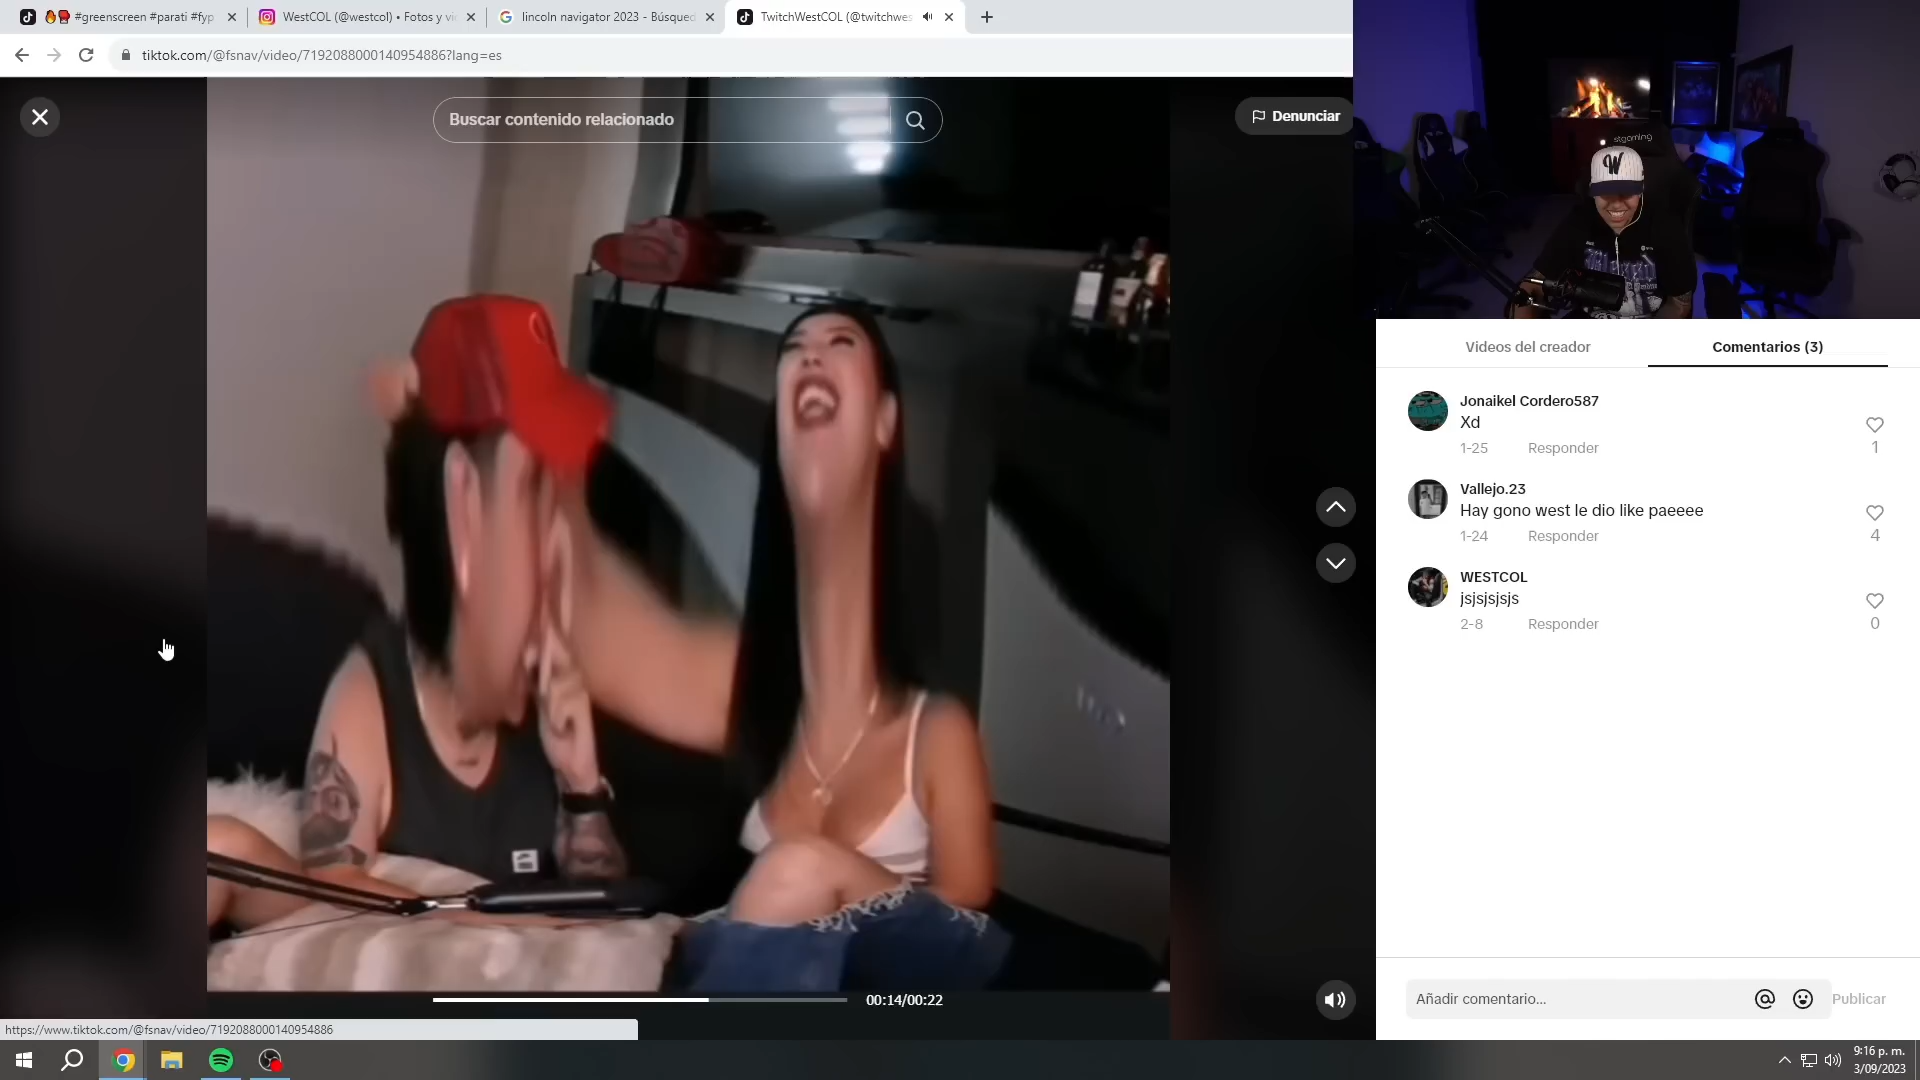 #greenscreen #parati #fyp
WestCOL (@westcol) • Fotos y vi
lincoln navigator 2023 - Búsqued
TwitchWestCOL (@twitchwes
tiktok.com/@fsnav/video/7192088000140954886?lang=es
Buscar contenido relacionado
Denunciar
stgaming
W
Videos del creador
Comentarios (3)
Jonaikel Cordero587
Xd
1-25 Responder
1
Vallejo.23
Hay gono west le dio like paeeee
1-24 Responder
4
WESTCOL
jsjsjsjsjs
2-8 Responder
0
00:14/00:22
Añadir comentario...
Publicar
https://www.tiktok.com/@fsnav/video/7192088000140954886
9:16 p. m.
3/09/2023